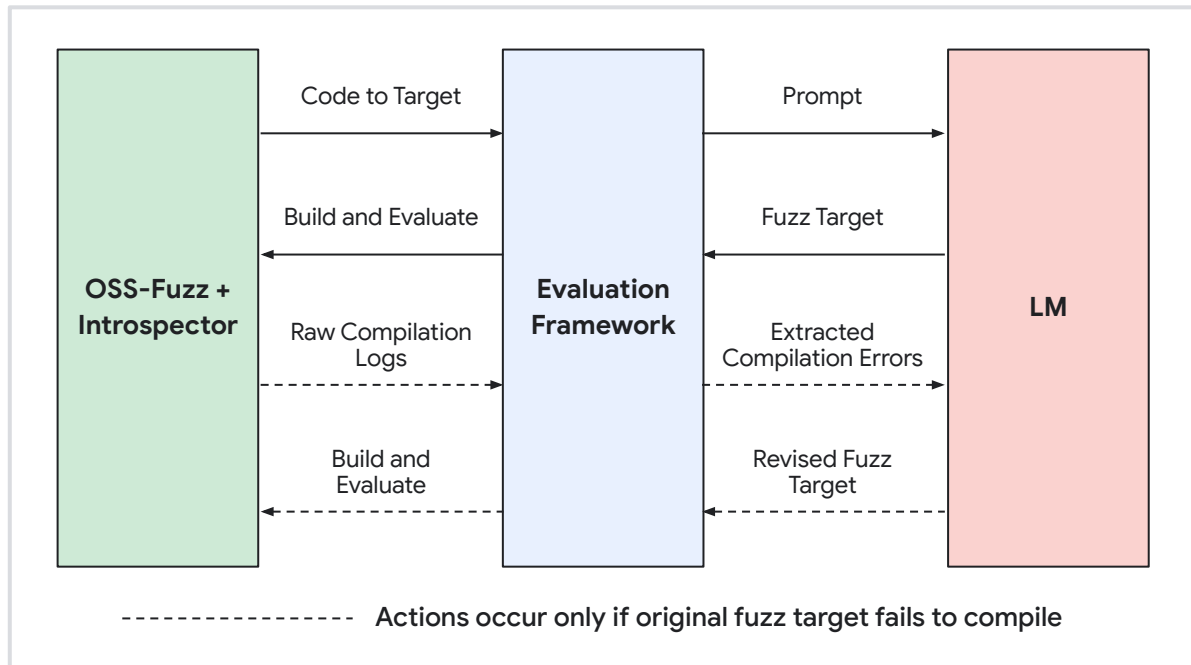 Code to Target
Prompt
Build and Evaluate
Fuzz Target
OSS-Fuzz +
Introspector
Evaluation
Framework
LM
Raw Compilation
Logs
Extracted
Compilation Errors
Build and
Evaluate
Revised Fuzz
Target
Actions occur only if original fuzz target fails to compile